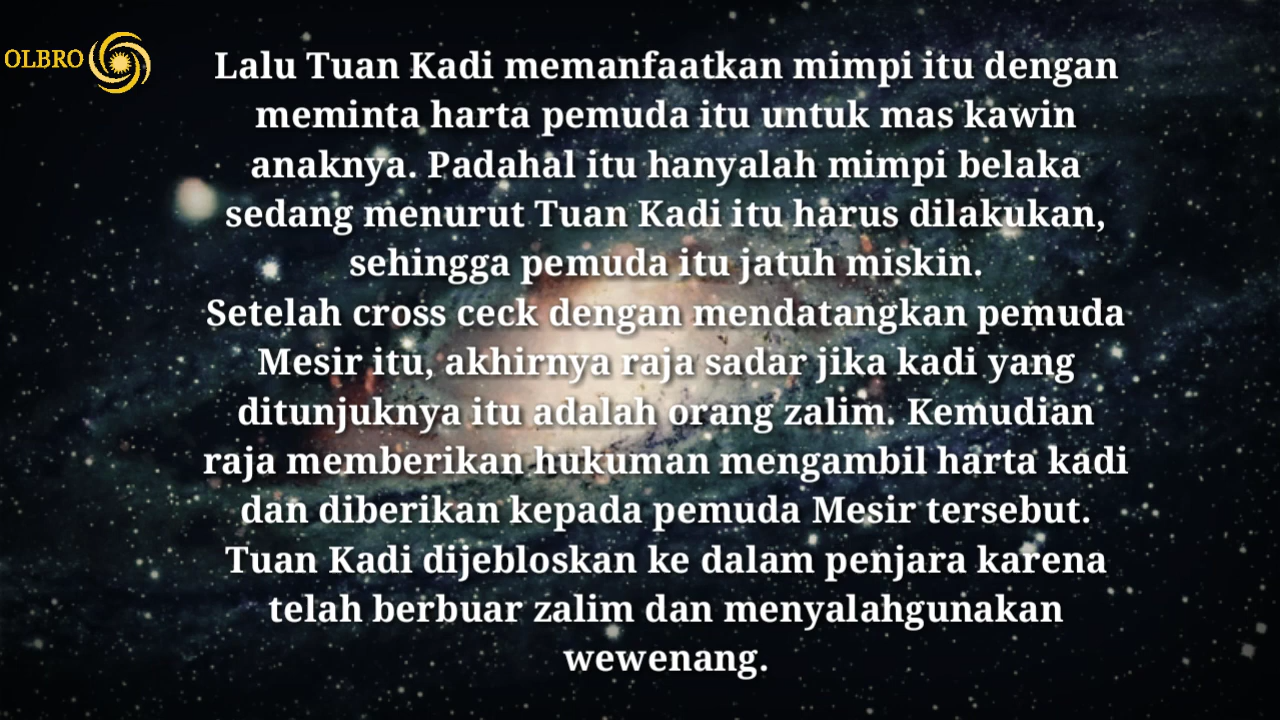 OLBRO
Lalu Tuan Kadi memanfaatkan mimpi itu dengan
meminta harta pemuda itu untuk mas kawin
anaknya. Padahal itu hanyalah mimpi belaka
sedang menurut Tuan Kadi itu harus dilakukan,
sehingga pemuda itu jatuh miskin.
Setelah cross ceck dengan mendatangkan pemuda
Mesir itu, akhirnya raja sadar jika kadi yang
ditunjuknya itu adalah orang zalim. Kemudian
raja memberikan hukuman mengambil harta kadi
dan diberikan kepada pemuda Mesir tersebut.
Tuan Kadi dijebloskan ke dalam penjara karena
telah berbuar zalim dan menyalahgunakan
wewenang.